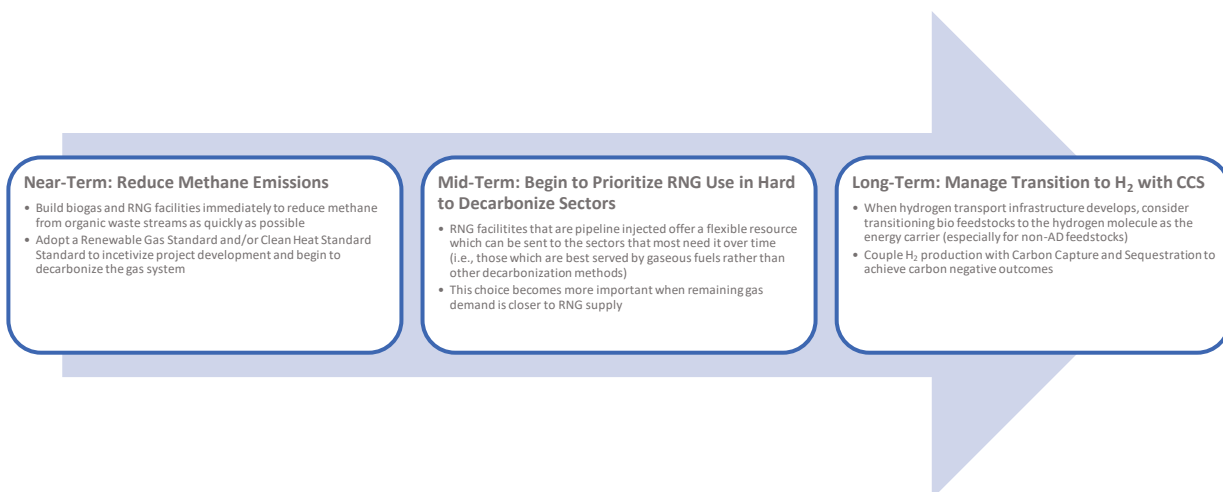 Near-Term: Reduce Methane Emissions
• Build biogas and RNG facilities immediately to reduce methane
from organic waste streams as quickly as possible
• Adopt a Renewable Gas Standard and/or Clean Heat Standard
Standard to incetivize project development and begin to
decarbonize the gas system
Mid-Term: Begin to Prioritize RNG Use in Hard
to Decarbonize Sectors
• RNG facilitites that are pipeline injected offer a flexible resource
which can be sent to the sectors that most need it over time
(i.e., those which are best served by gaseous fuels rather than
other decarbonization methods)
• This choice becomes more important when remaining gas
demand is closer to RNG supply
Long-Term: Manage Transition to H₂ with CCS
• When hydrogen transport infrastructure develops, consider
transitioning bio feedstocks to the hydrogen molecule as the
energy carrier (especially for non-AD feedstocks)
• Couple H₂ production with Carbon Capture and Sequestration to
achieve carbon negative outcomes